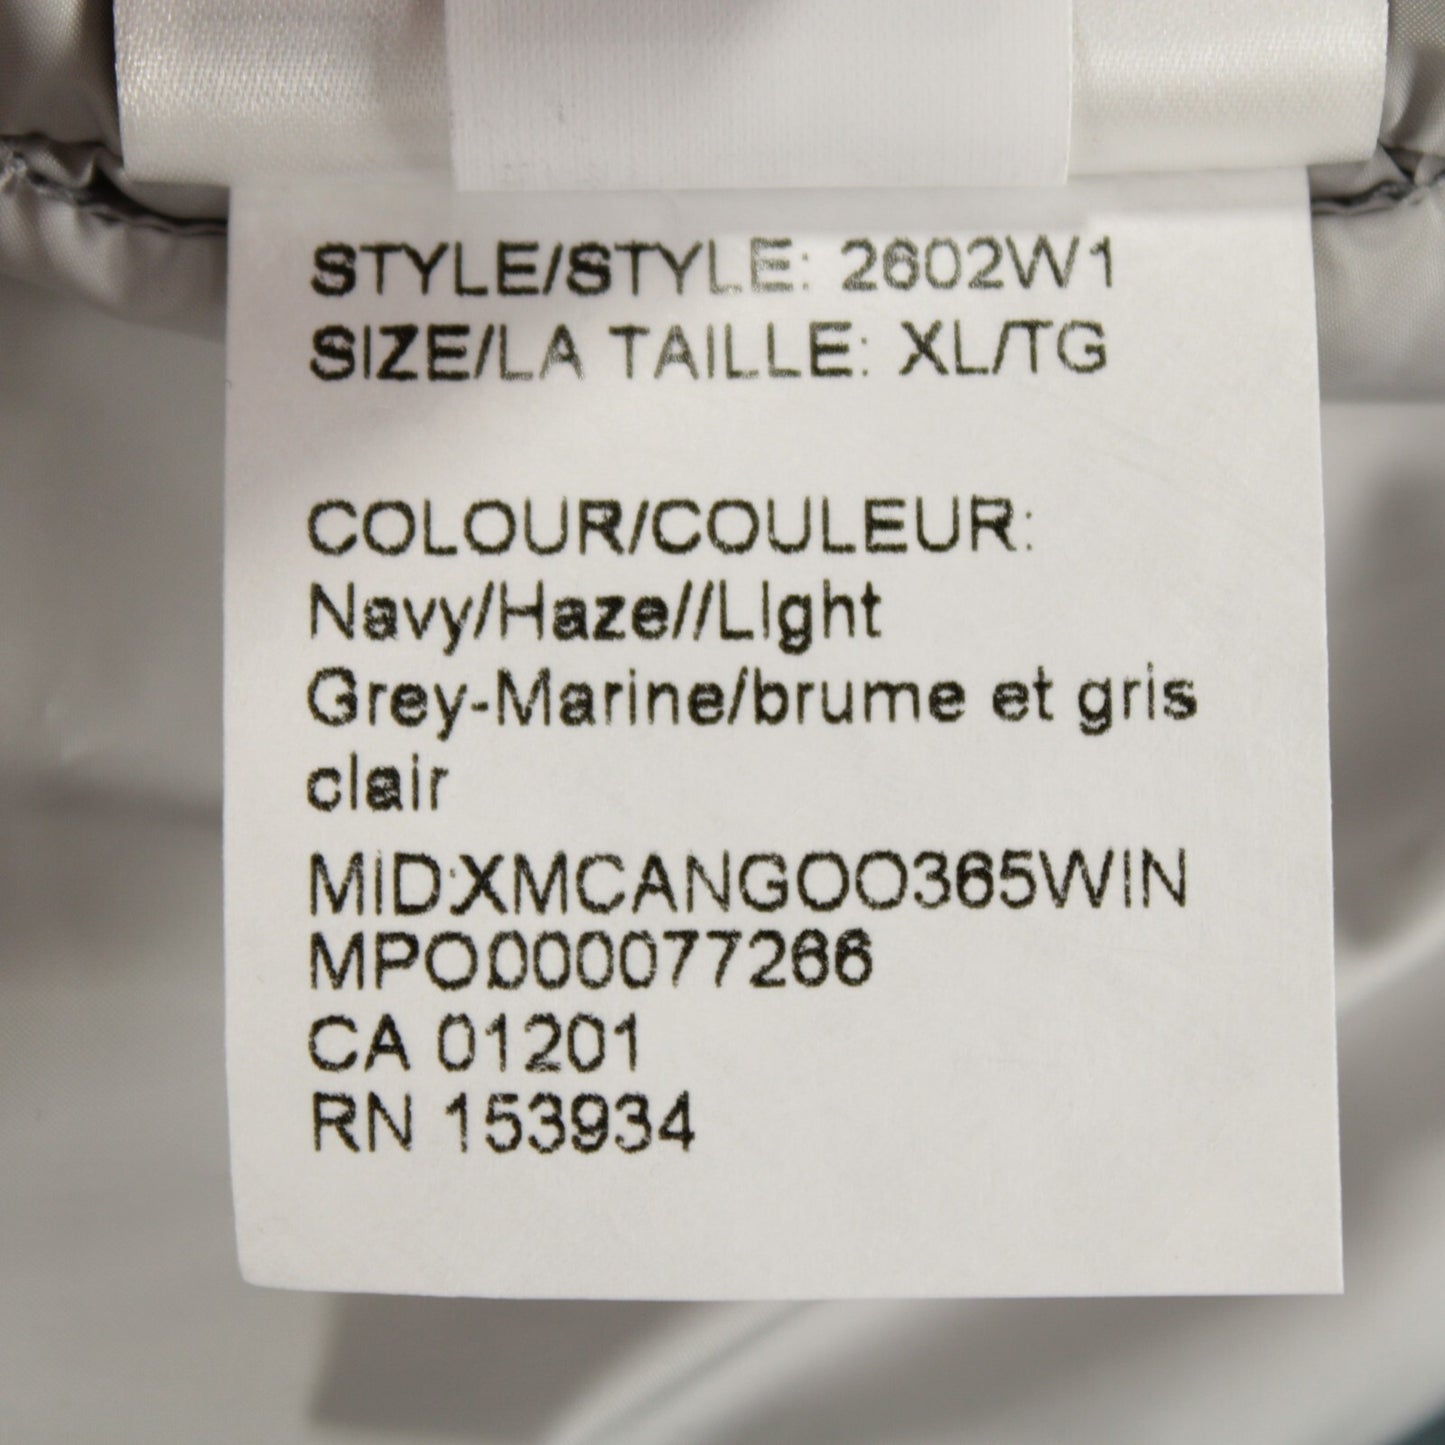 STYLE/STYLE: 2602W1
SIZE/LA TAILLE: XL/TG
COLOUR/COULEUR:
Navy/Haze//LIght
Grey-Marine/brume et gris
clair
MID:XMCANGOO365WIN
MPO000077266
CA 01201
RN 153934